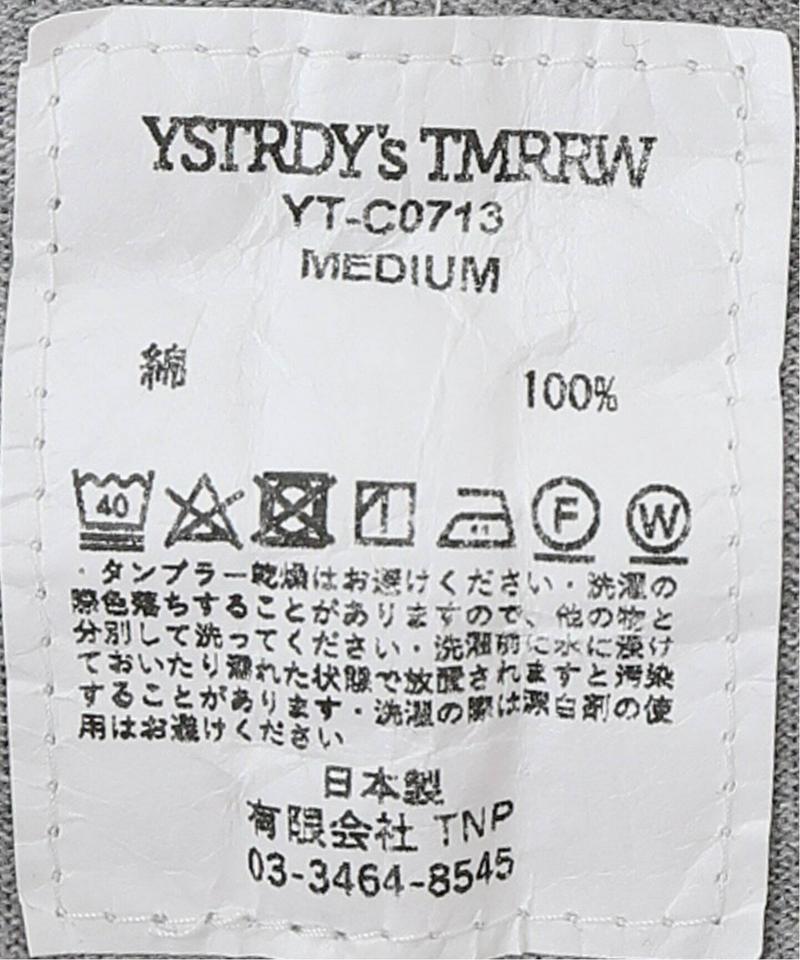 YSTRDY's TMRRW
YT-C0713
MEDIUM
綿 100%
40 F W
・タンブラー乾燥はお避けください・洗濯の
際色落ちすることがありますので、他の物と
分別して洗ってください・洗濯前に水に浸け
ておいたり濡れた状態で放置されますと汚染
することがあります・洗濯の際は漂白剤の使
用はお避けください
日本製
有限会社 TNP
03-3464-8545